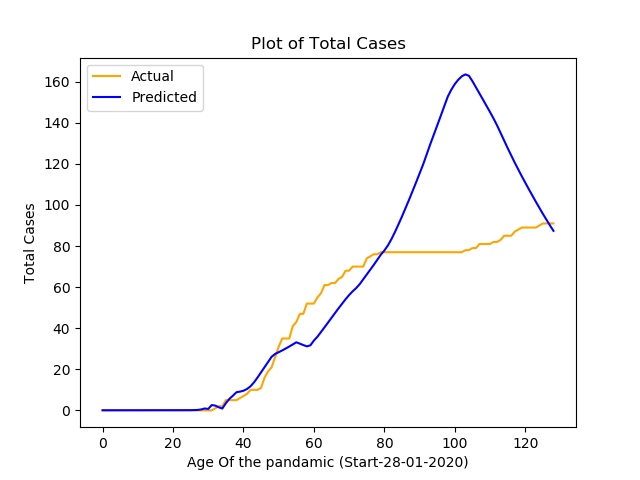 Plot of Total Cases
Actual
Predicted
160
140
120
100
80
60
40
20
0
Total Cases
0 20 40 60 80 100 120
Age Of the pandamic (Start-28-01-2020)